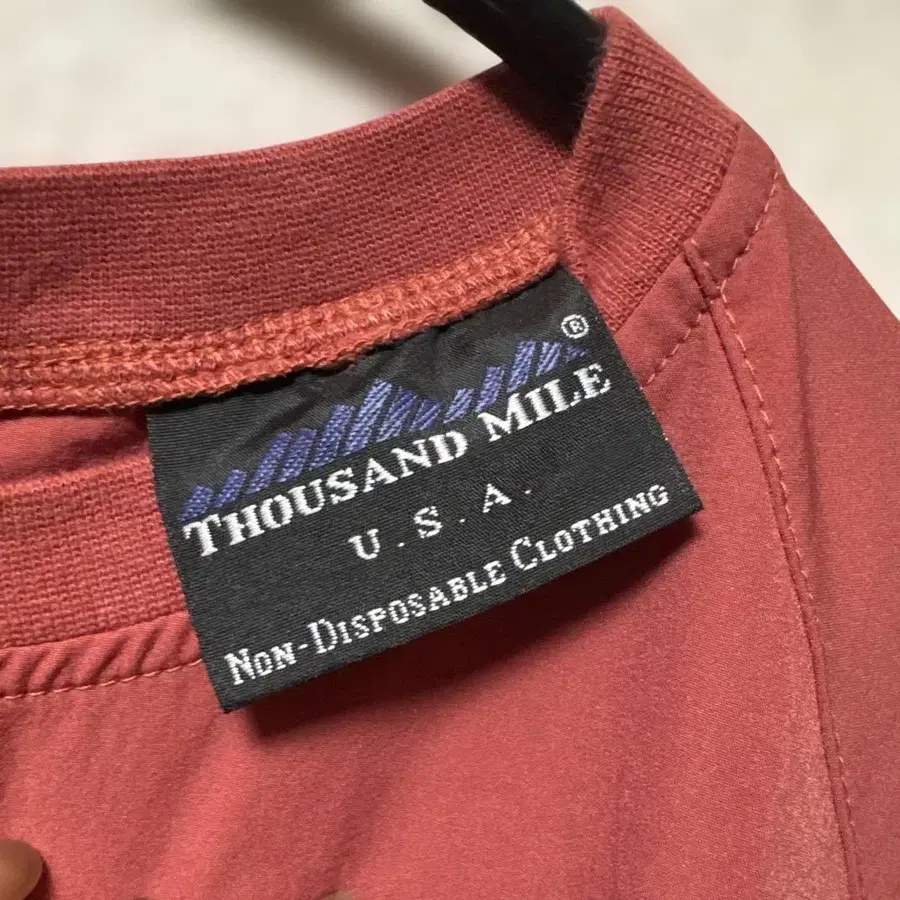 ®
THOUSAND MILE
U.S.A.
NON-DISPOSABLE CLOTHING